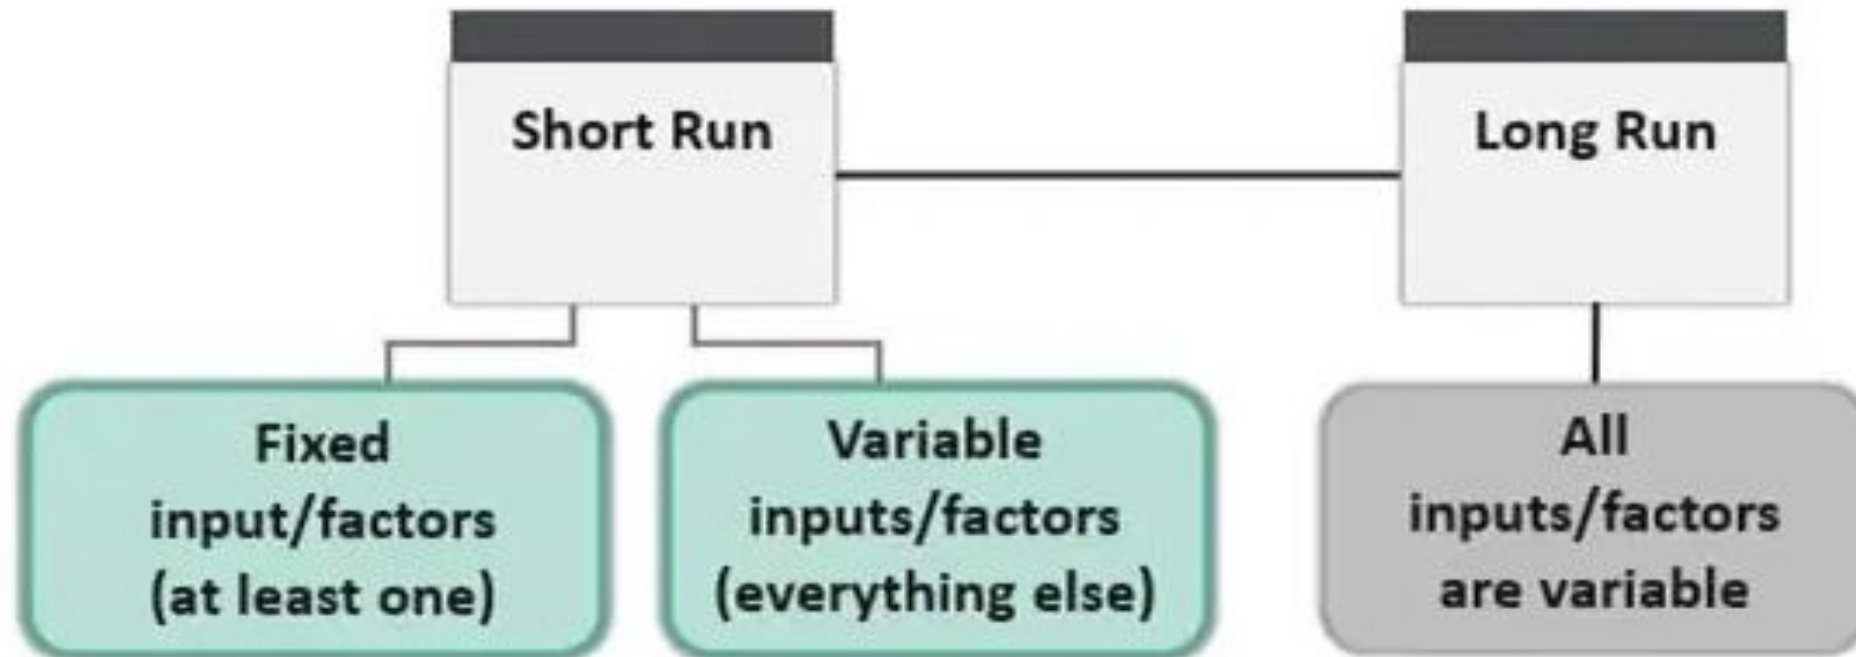 Short Run
Long Run
Fixed
input/factors
(at least one)
Variable
inputs/factors
(everything else)
All
inputs/factors
are variable